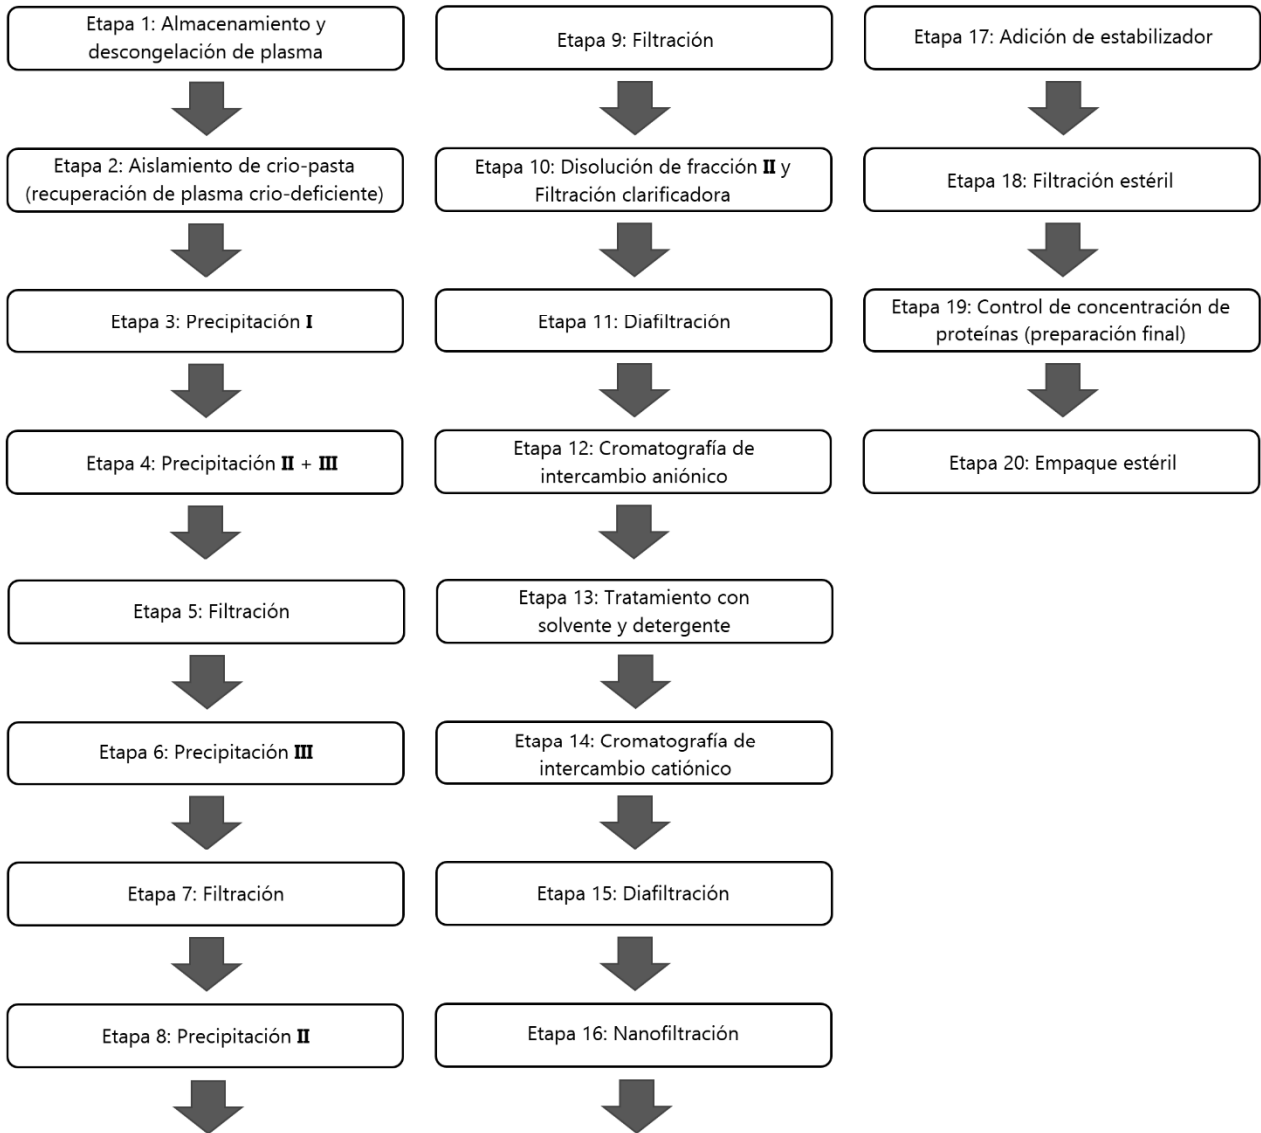 Etapa 1: Almacenamiento y
descongelación de plasma
Etapa 2: Aislamiento de crio-pasta
(recuperación de plasma crio-deficiente)
Etapa 3: Precipitación I
Etapa 4: Precipitación II + III
Etapa 5: Filtración
Etapa 6: Precipitación III
Etapa 7: Filtración
Etapa 8: Precipitación II
Etapa 9: Filtración
Etapa 10: Disolución de fracción II y
Filtración clarificadora
Etapa 11: Diafiltración
Etapa 12: Cromatografía de
intercambio aniónico
Etapa 13: Tratamiento con
solvente y detergente
Etapa 14: Cromatografía de
intercambio catiónico
Etapa 15: Diafiltración
Etapa 16: Nanofiltración
Etapa 17: Adición de estabilizador
Etapa 18: Filtración estéril
Etapa 19: Control de concentración de
proteínas (preparación final)
Etapa 20: Empaque estéril